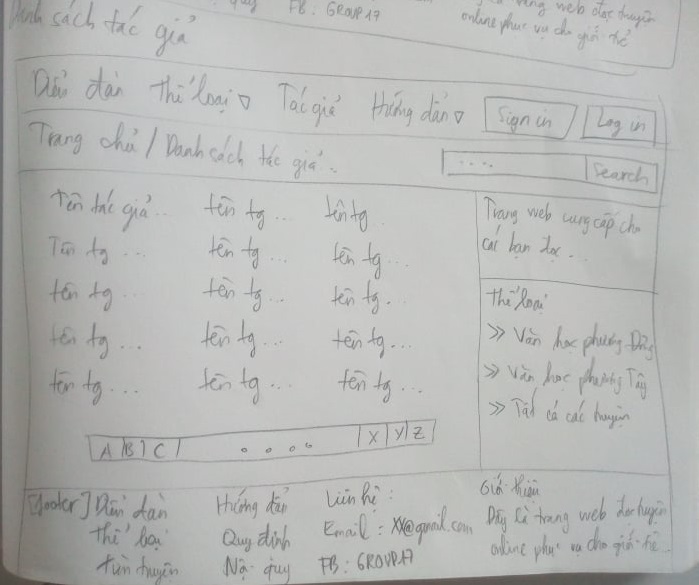 quy FB: GROUP17 trang web đọc truyện
online phục vụ cho giới trẻ
Danh sách tác giả
Diễn đàn Thể loại ▽ Tác giả Hướng dẫn ▽ Sign in Log in
Trang chủ / Danh sách tác giả.. .... Search
Tên tác giả... tên tg... tên tg.
Tên tg... tên tg... tên tg...
tên tg... tên tg... tên tg...
tên tg... tên tg... tên tg...
tên tg... tên tg... tên tg...
A B C .... X Y Z
Trang web cung cấp cho
các bạn đọc...
Thể loại
>> Văn học phương Đông
>> Văn học phương Tây
>> Tất cả các truyện
[footer] Diễn đàn Hướng dẫn Liên hệ: Giới thiệu
thể loại Quy định Email: XX@gmail.com Đây là trang web đọc truyện
tìm truyện Nội quy FB: GROUP17 online phục vụ cho giới trẻ.